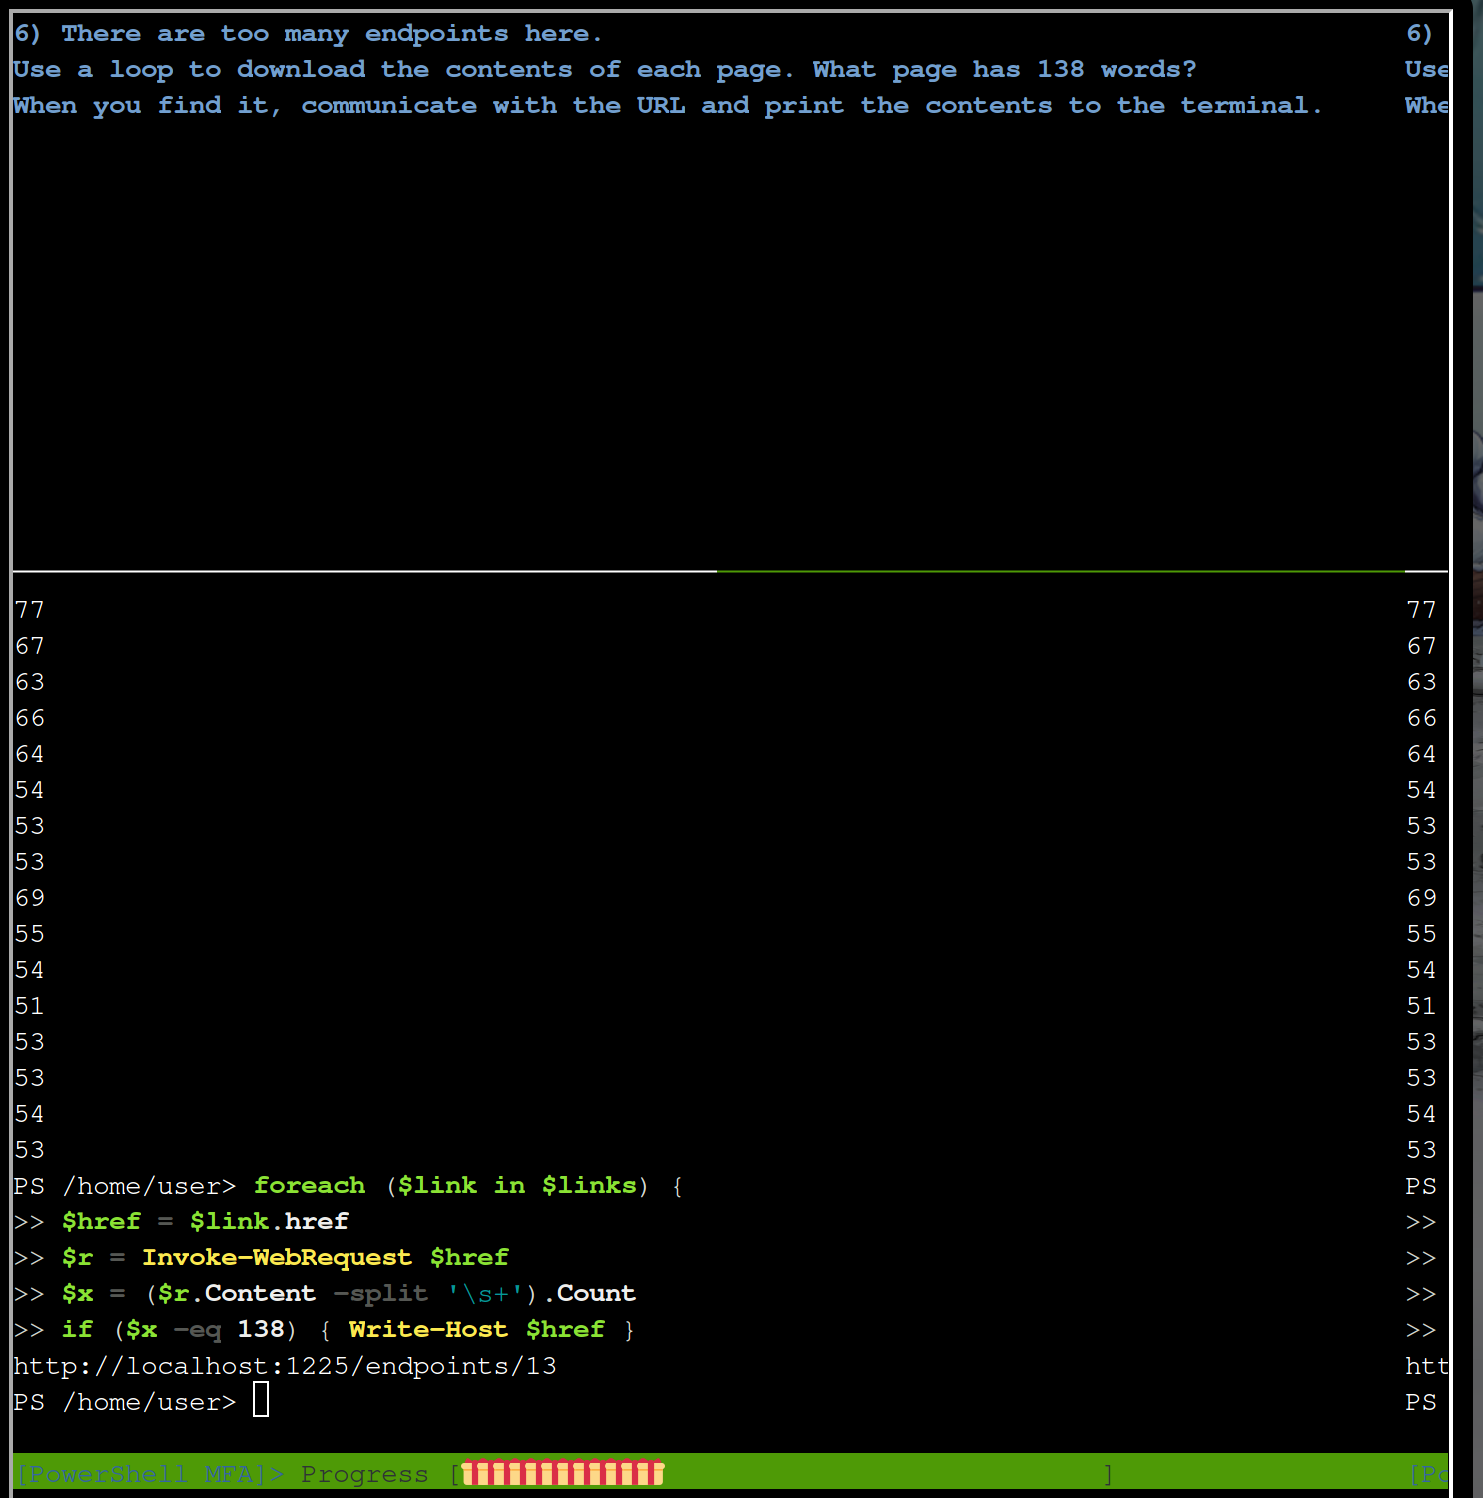 6) There are too many endpoints here.
Use a loop to download the contents of each page. What page has 138 words?
When you find it, communicate with the URL and print the contents to the terminal.
6)
Use
Whe
77
67
63
66
64
54
53
53
69
55
54
51
53
53
54
53
PS /home/user> foreach ($link in $links) {
>> $href = $link.href
>> $r = Invoke-WebRequest $href
>> $x = ($r.Content -split '\s+').Count
>> if ($x -eq 138) { Write-Host $href }
http://localhost:1225/endpoints/13
PS /home/user>
77
67
63
66
64
54
53
53
69
55
54
51
53
53
54
53
PS
>>
>>
>>
>>
htt
PS
[PowerShell MFA]> Progress [ ]
[Po